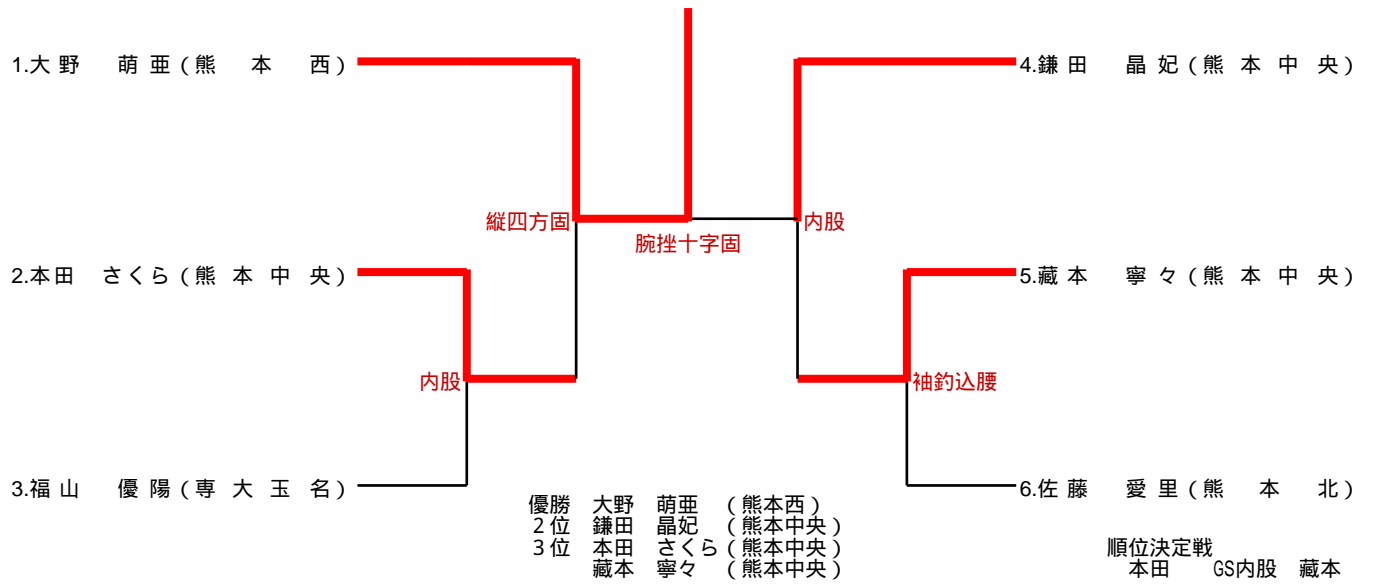 1.大野 萌亜(熊本西)
4.鎌田 晶妃(熊本中央)
縦四方固
内股
腕挫十字固
2.本田 さくら(熊本中央)
5.藏本 寧々(熊本中央)
内股
袖釣込腰
3.福山 優陽(専大玉名)
6.佐藤 愛里(熊本北)
優勝 大野 萌亜 (熊本西)
2位 鎌田 晶妃 (熊本中央)
3位 本田 さくら(熊本中央)
藏本 寧々 (熊本中央)
順位決定戦
本田 GS内股 藏本